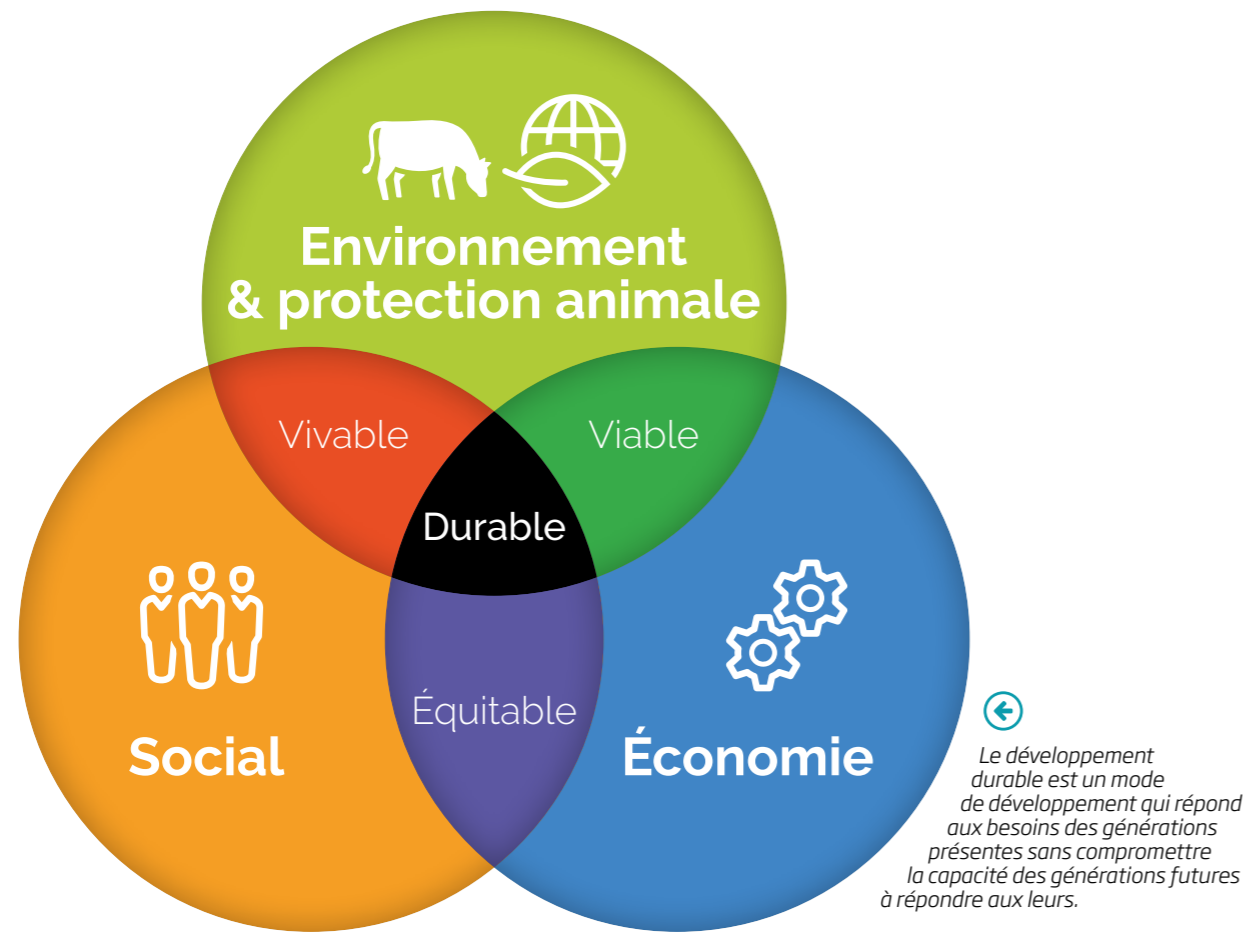 Environnement
& protection animale
Vivable
Viable
Durable
Équitable
Social
Économie
Le développement
durable est un mode
de développement qui répond
aux besoins des générations
présentes sans compromettre
la capacité des générations futures
à répondre aux leurs.